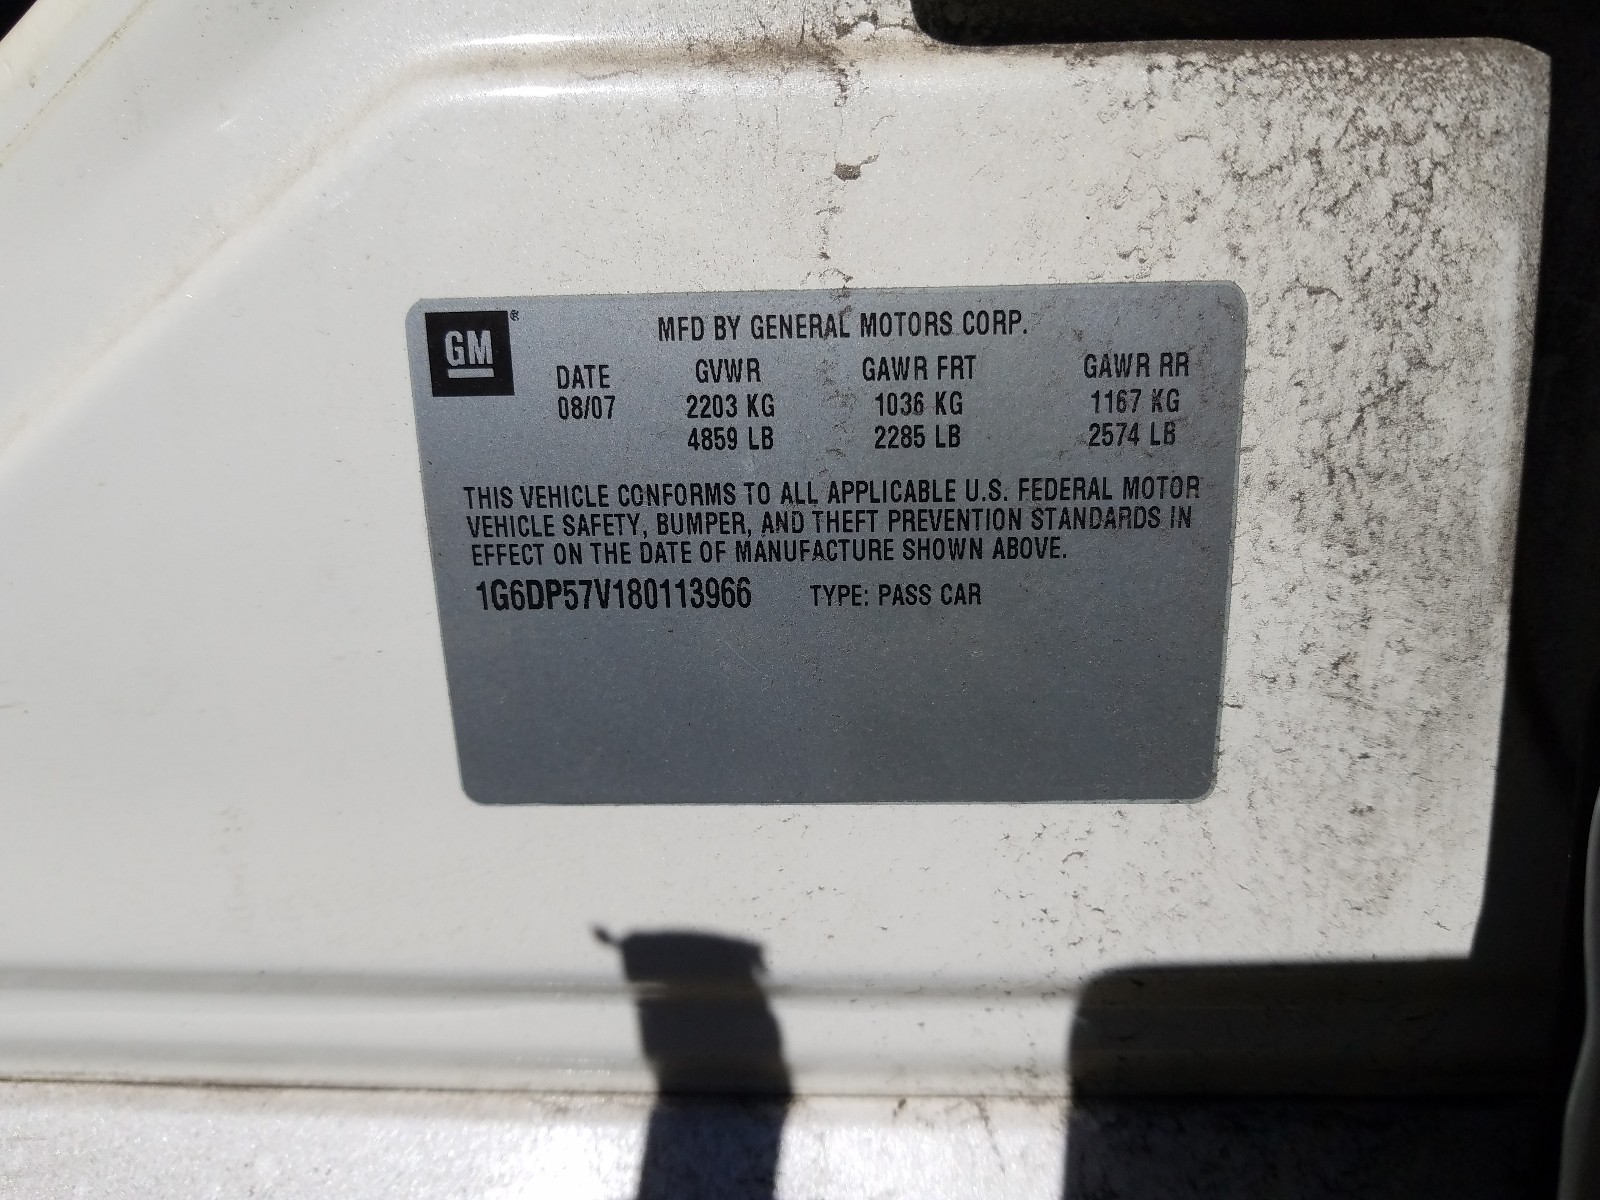 GM®
MFD BY GENERAL MOTORS CORP.
DATE GVWR GAWR FRT GAWR RR
08/07 2203 KG 1036 KG 1167 KG
4859 LB 2285 LB 2574 LB
THIS VEHICLE CONFORMS TO ALL APPLICABLE U.S. FEDERAL MOTOR
VEHICLE SAFETY, BUMPER, AND THEFT PREVENTION STANDARDS IN
EFFECT ON THE DATE OF MANUFACTURE SHOWN ABOVE.
1G6DP57V180113966 TYPE: PASS CAR